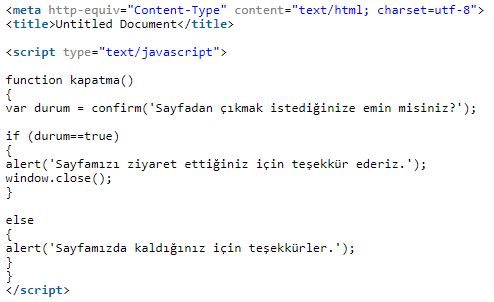 <meta http-equiv="Content-Type" content="text/html; charset=utf-8">
<title>Untitled Document</title>
<script type="text/javascript">
function kapatma()
{
var durum = confirm('Sayfadan çıkmak istediğinize emin misiniz?');
if (durum==true)
{
alert('Sayfamızı ziyaret ettiğiniz için teşekkür ederiz.');
window.close();
}
else
{
alert('Sayfamızda kaldığınız için teşekkürler.');
}
}
</script>